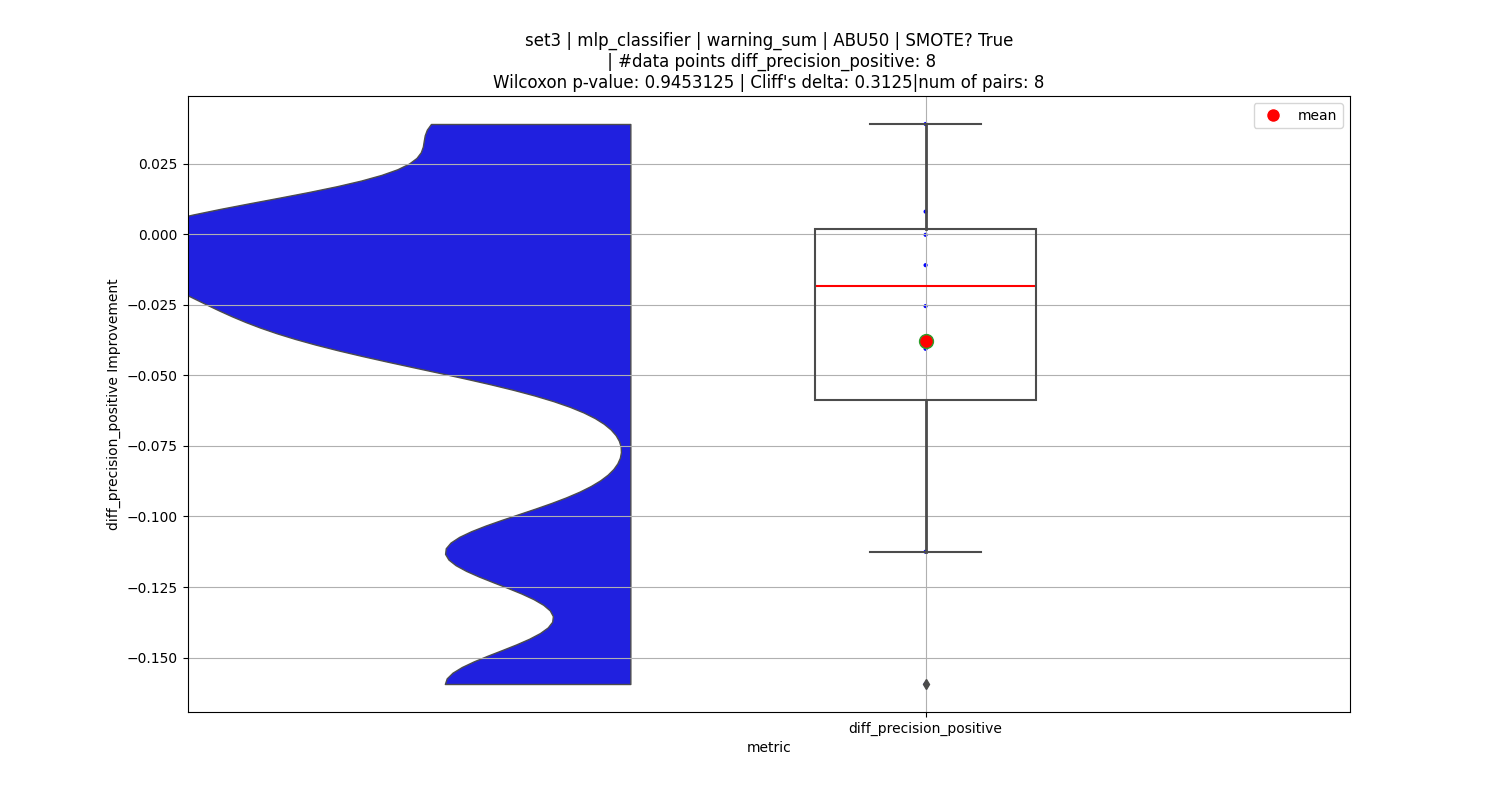 set3 | mlp_classifier | warning_sum | ABU50 | SMOTE? True
| #data points diff_precision_positive: 8
Wilcoxon p-value: 0.9453125 | Cliff's delta: 0.3125|num of pairs: 8
mean
0.025
0.000
−0.025
−0.050
−0.075
−0.100
−0.125
−0.150
diff_precision_positive Improvement
diff_precision_positive
metric